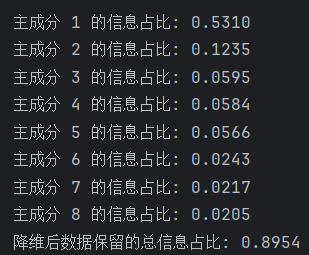 主成分 1 的信息占比: 0.5310
主成分 2 的信息占比: 0.1235
主成分 3 的信息占比: 0.0595
主成分 4 的信息占比: 0.0584
主成分 5 的信息占比: 0.0566
主成分 6 的信息占比: 0.0243
主成分 7 的信息占比: 0.0217
主成分 8 的信息占比: 0.0205
降维后数据保留的总信息占比: 0.8954